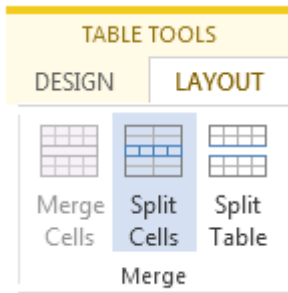 TABLE TOOLS
DESIGN LAYOUT
Merge Split Split
Cells Cells Table
Merge